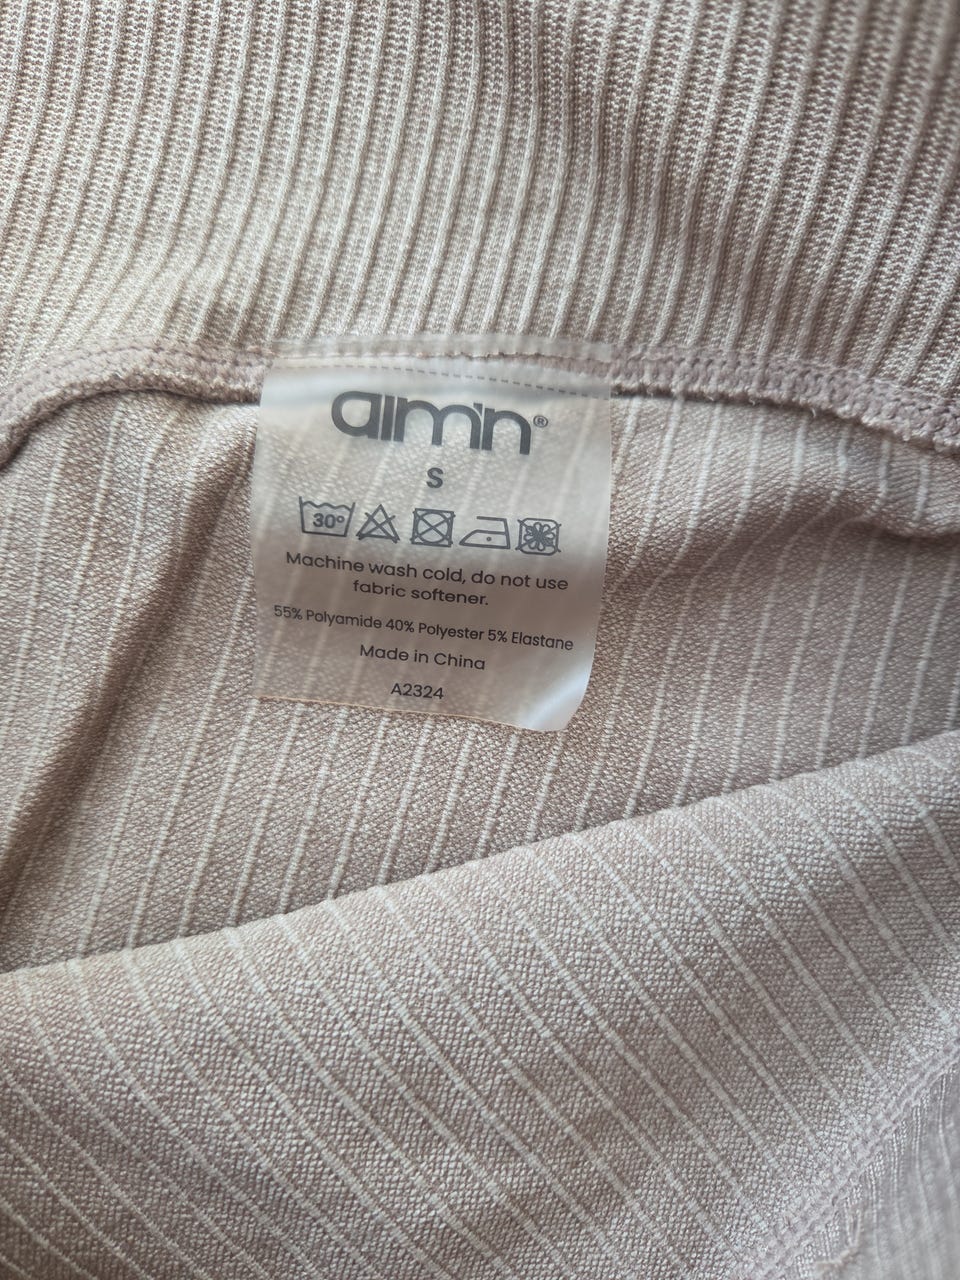 aim'n®
S
30°
Machine wash cold, do not use
fabric softener.
55% Polyamide 40% Polyester 5% Elastane
Made in China
A2324